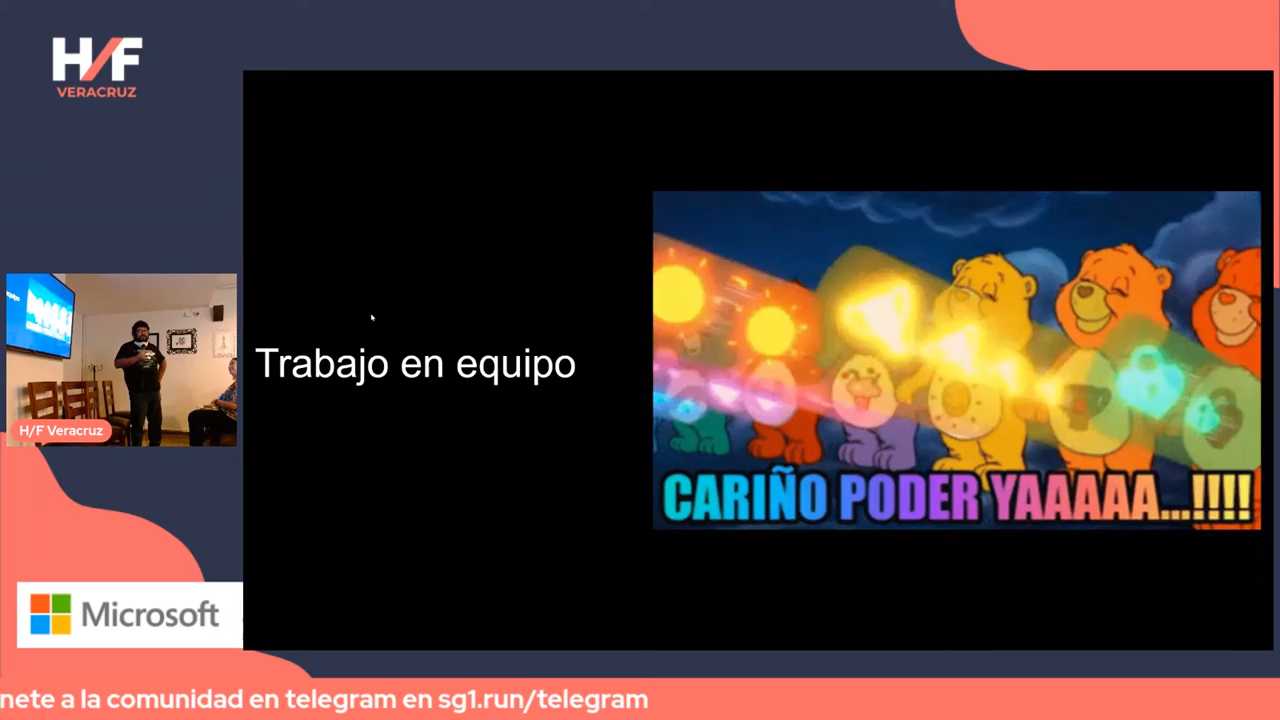 H/F
VERACRUZ
Trabajo en equipo
CARIÑO PODER YAAAAA...!!!!
H/F Veracruz
Microsoft
nete a la comunidad en telegram en sg1.run/telegram